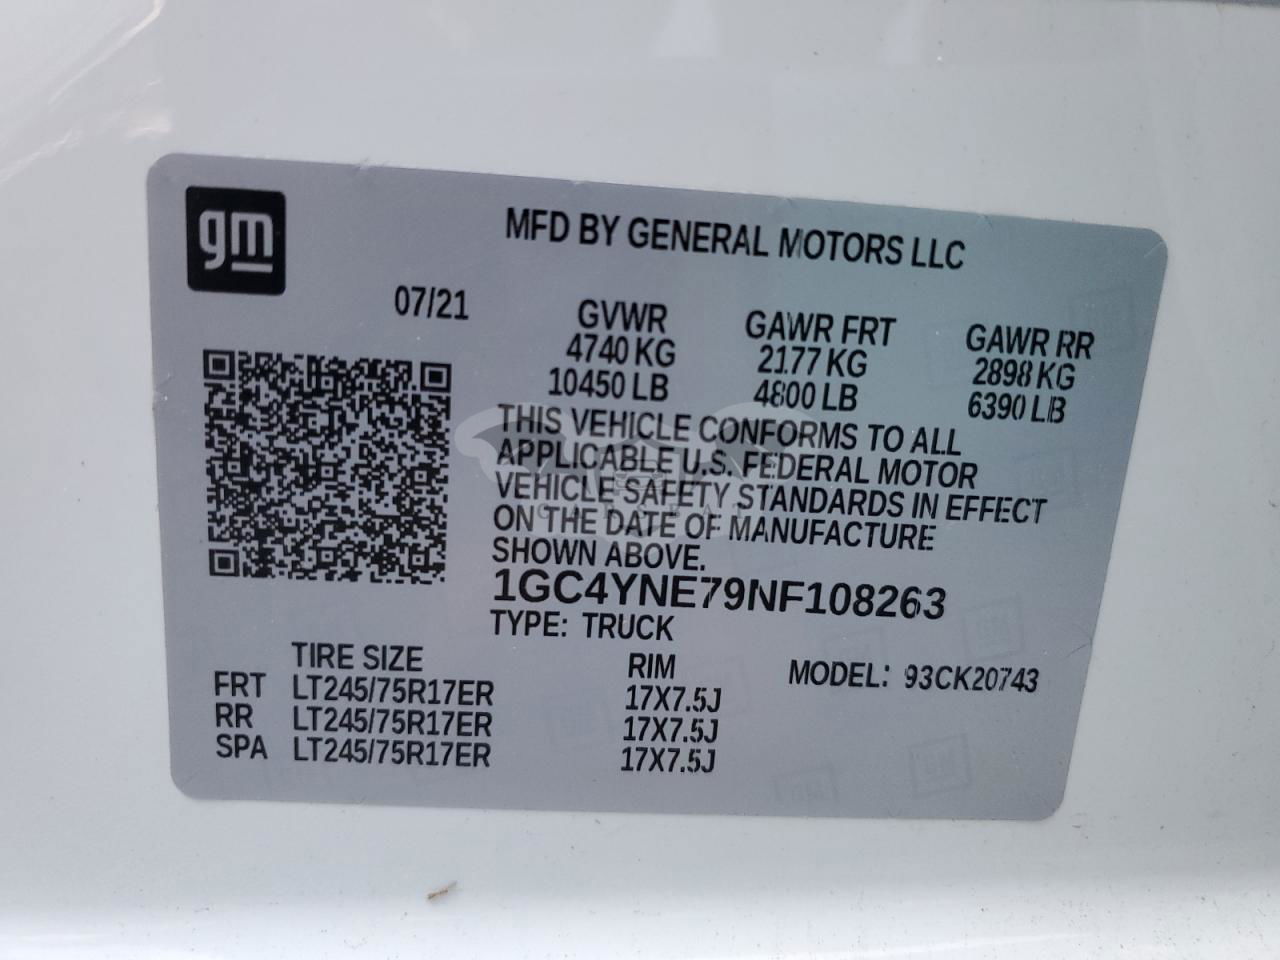 gm
MFD BY GENERAL MOTORS LLC
07/21
GVWR GAWR FRT GAWR RR
4740 KG 2177 KG 2898 KG
10450 LB 4800 LB 6390 LB
THIS VEHICLE CONFORMS TO ALL
APPLICABLE U.S. FEDERAL MOTOR
VEHICLE SAFETY STANDARDS IN EFFECT
ON THE DATE OF MANUFACTURE
SHOWN ABOVE.
1GC4YNE79NF108263
TYPE: TRUCK
TIRE SIZE RIM MODEL: 93CK20743
FRT LT245/75R17ER 17X7.5J
RR LT245/75R17ER 17X7.5J
SPA LT245/75R17ER 17X7.5J